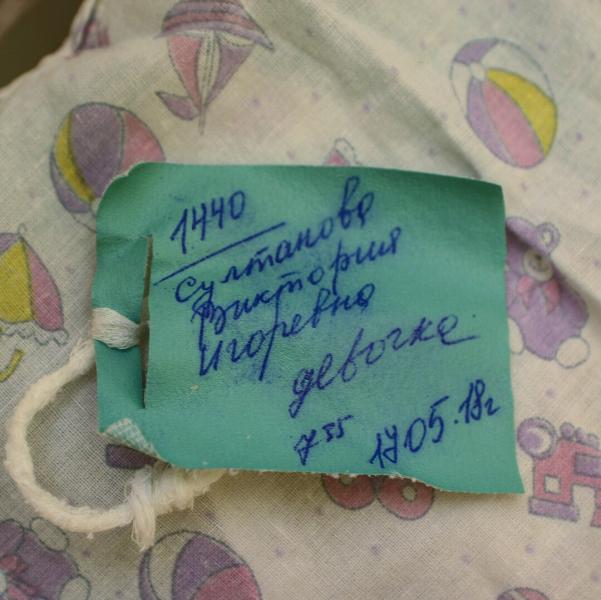 1440
Султанова
Виктория
Игоревна
девочка
7 55
17.05.18г